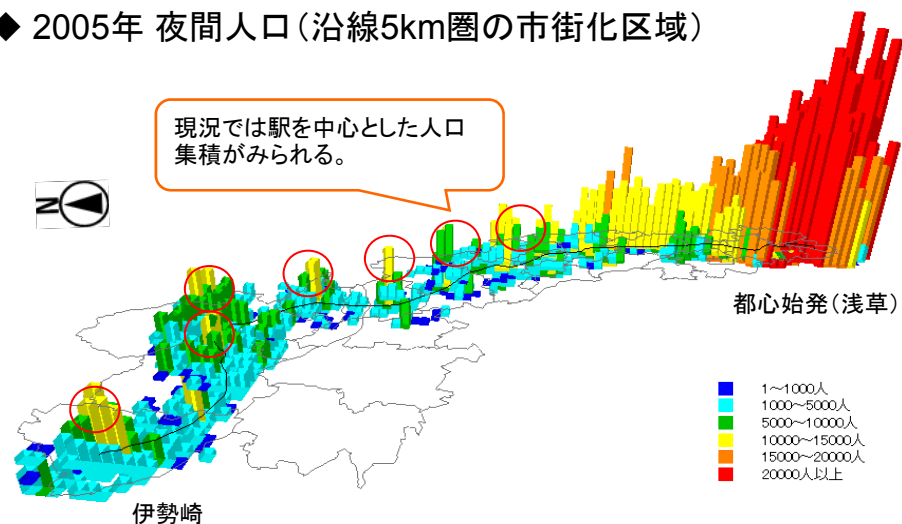 ◆ 2005年 夜間人口（沿線5km圏の市街化区域）
現況では駅を中心とした人口
集積がみられる。
N
都心始発（浅草）
伊勢崎
1～1000人
1000～5000人
5000～10000人
10000～15000人
15000～20000人
20000人以上